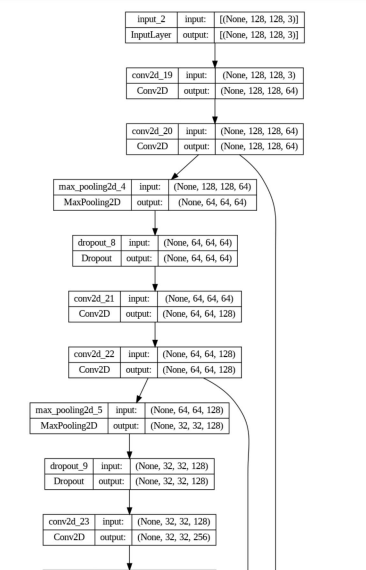 input_2 input: [(None, 128, 128, 3)]
InputLayer output: [(None, 128, 128, 3)]
conv2d_19 input: (None, 128, 128, 3)
Conv2D output: (None, 128, 128, 64)
conv2d_20 input: (None, 128, 128, 64)
Conv2D output: (None, 128, 128, 64)
max_pooling2d_4 input: (None, 128, 128, 64)
MaxPooling2D output: (None, 64, 64, 64)
dropout_8 input: (None, 64, 64, 64)
Dropout output: (None, 64, 64, 64)
conv2d_21 input: (None, 64, 64, 64)
Conv2D output: (None, 64, 64, 128)
conv2d_22 input: (None, 64, 64, 128)
Conv2D output: (None, 64, 64, 128)
max_pooling2d_5 input: (None, 64, 64, 128)
MaxPooling2D output: (None, 32, 32, 128)
dropout_9 input: (None, 32, 32, 128)
Dropout output: (None, 32, 32, 128)
conv2d_23 input: (None, 32, 32, 128)
Conv2D output: (None, 32, 32, 256)